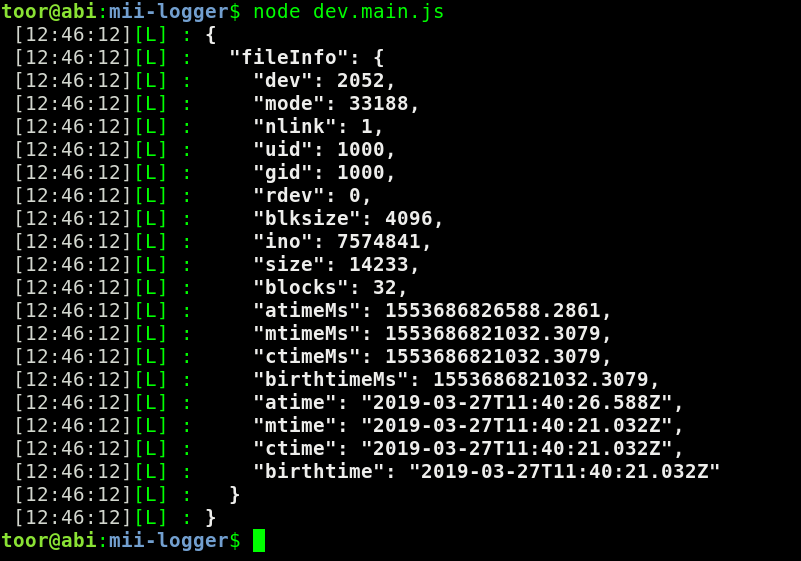 toor@abi:mii-logger$ node dev.main.js
[12:46:12][L] : {
[12:46:12][L] :   "fileInfo": {
[12:46:12][L] :     "dev": 2052,
[12:46:12][L] :     "mode": 33188,
[12:46:12][L] :     "nlink": 1,
[12:46:12][L] :     "uid": 1000,
[12:46:12][L] :     "gid": 1000,
[12:46:12][L] :     "rdev": 0,
[12:46:12][L] :     "blksize": 4096,
[12:46:12][L] :     "ino": 7574841,
[12:46:12][L] :     "size": 14233,
[12:46:12][L] :     "blocks": 32,
[12:46:12][L] :     "atimeMs": 1553686826588.2861,
[12:46:12][L] :     "mtimeMs": 1553686821032.3079,
[12:46:12][L] :     "ctimeMs": 1553686821032.3079,
[12:46:12][L] :     "birthtimeMs": 1553686821032.3079,
[12:46:12][L] :     "atime": "2019-03-27T11:40:26.588Z",
[12:46:12][L] :     "mtime": "2019-03-27T11:40:21.032Z",
[12:46:12][L] :     "ctime": "2019-03-27T11:40:21.032Z",
[12:46:12][L] :     "birthtime": "2019-03-27T11:40:21.032Z"
[12:46:12][L] :   }
[12:46:12][L] : }
toor@abi:mii-logger$